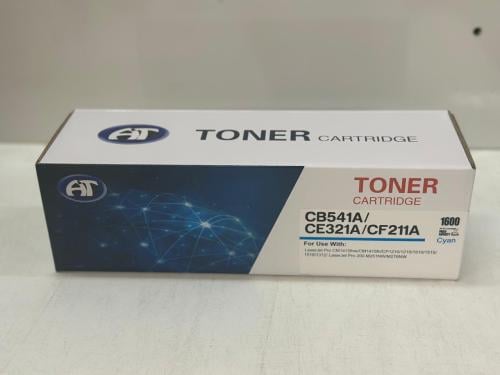 AT
TONER CARTRIDGE
AT
TONER
CARTRIDGE
CB541A/
CE321A/CF211A
1600
Cyan
For Use With: